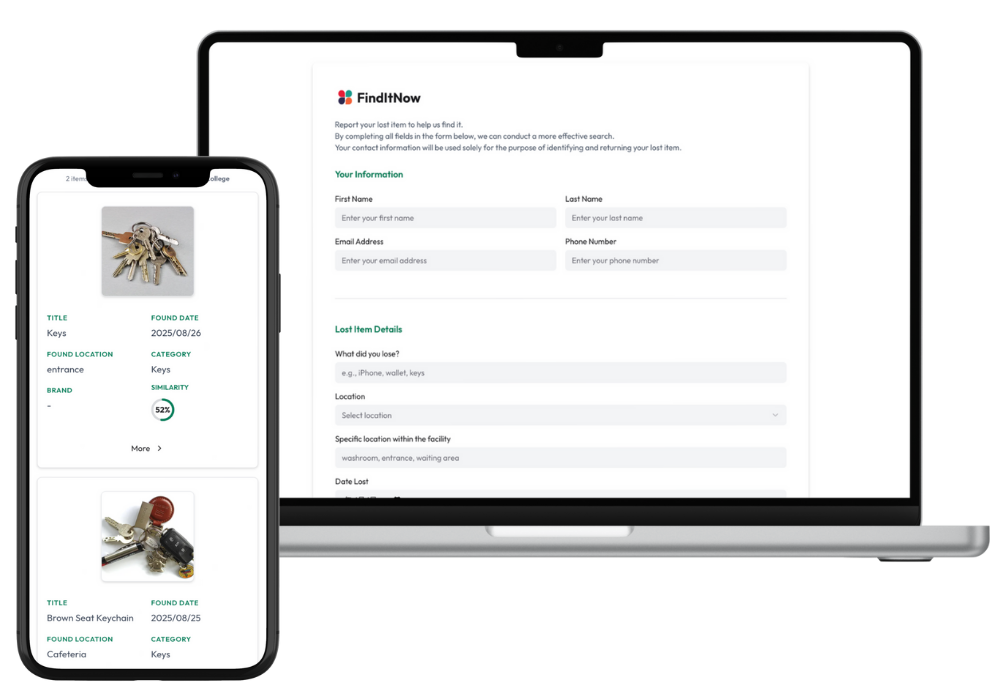 FindItNow
Report your lost item to help us find it.
By completing all fields in the form below, we can conduct a more effective search.
Your contact information will be used solely for the purpose of identifying and returning your lost item.
Your Information
First Name Last Name
Enter your first name Enter your last name
Email Address Phone Number
Enter your email address Enter your phone number
Lost Item Details
What did you lose?
e.g., iPhone, wallet, keys
Location
Select location
Specific location within the facility
washroom, entrance, waiting area
Date Lost
2 item
TITLE FOUND DATE
Keys 2025/08/26
FOUND LOCATION CATEGORY
entrance Keys
BRAND SIMILARITY
- 52%
More
TITLE FOUND DATE
Brown Seat Keychain 2025/08/25
FOUND LOCATION CATEGORY
Cafeteria Keys